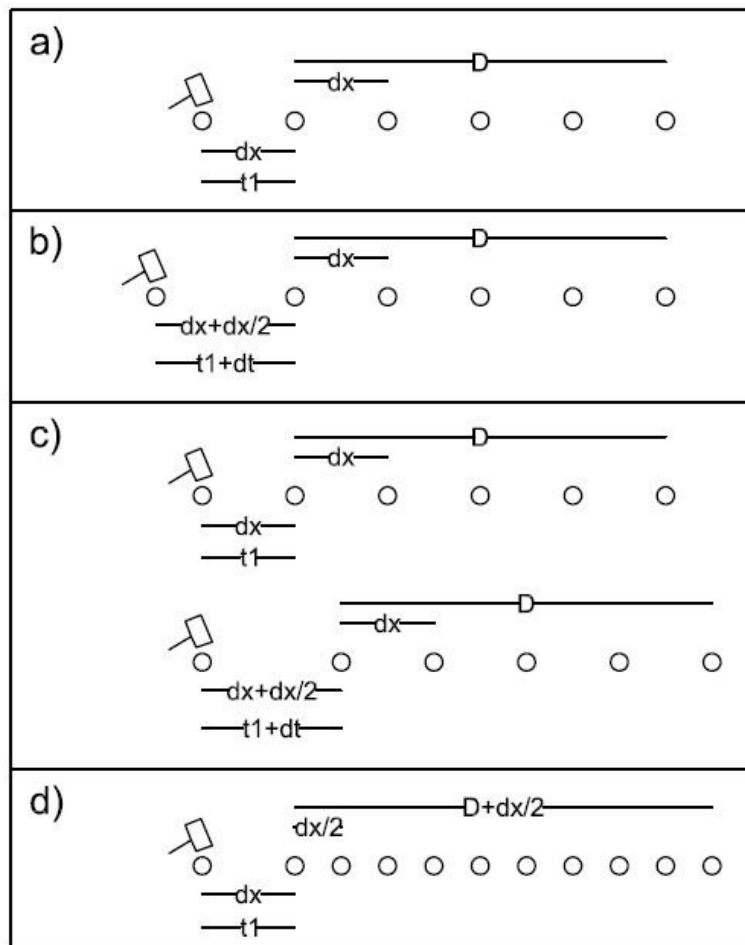 a)
D
dx
dx
t1
b)
D
dx
dx+dx/2
t1+dt
c)
D
dx
dx
t1
D
dx
dx+dx/2
t1+dt
d)
D+dx/2
dx/2
dx
t1